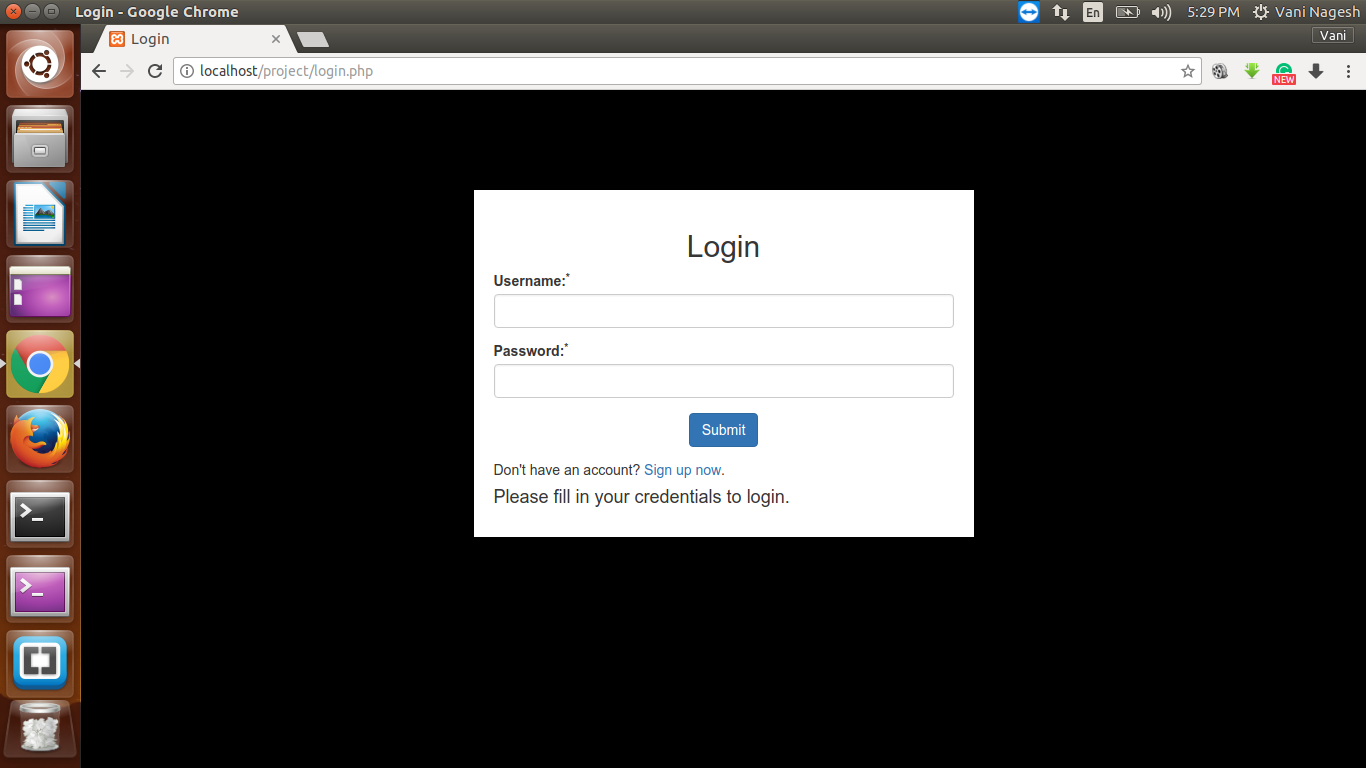 Login - Google Chrome
En
5:29 PM
Vani Nagesh
Login
Vani
localhost/project/login.php
NEW
Login
Username:*
Password:*
Submit
Don't have an account? Sign up now.
Please fill in your credentials to login.